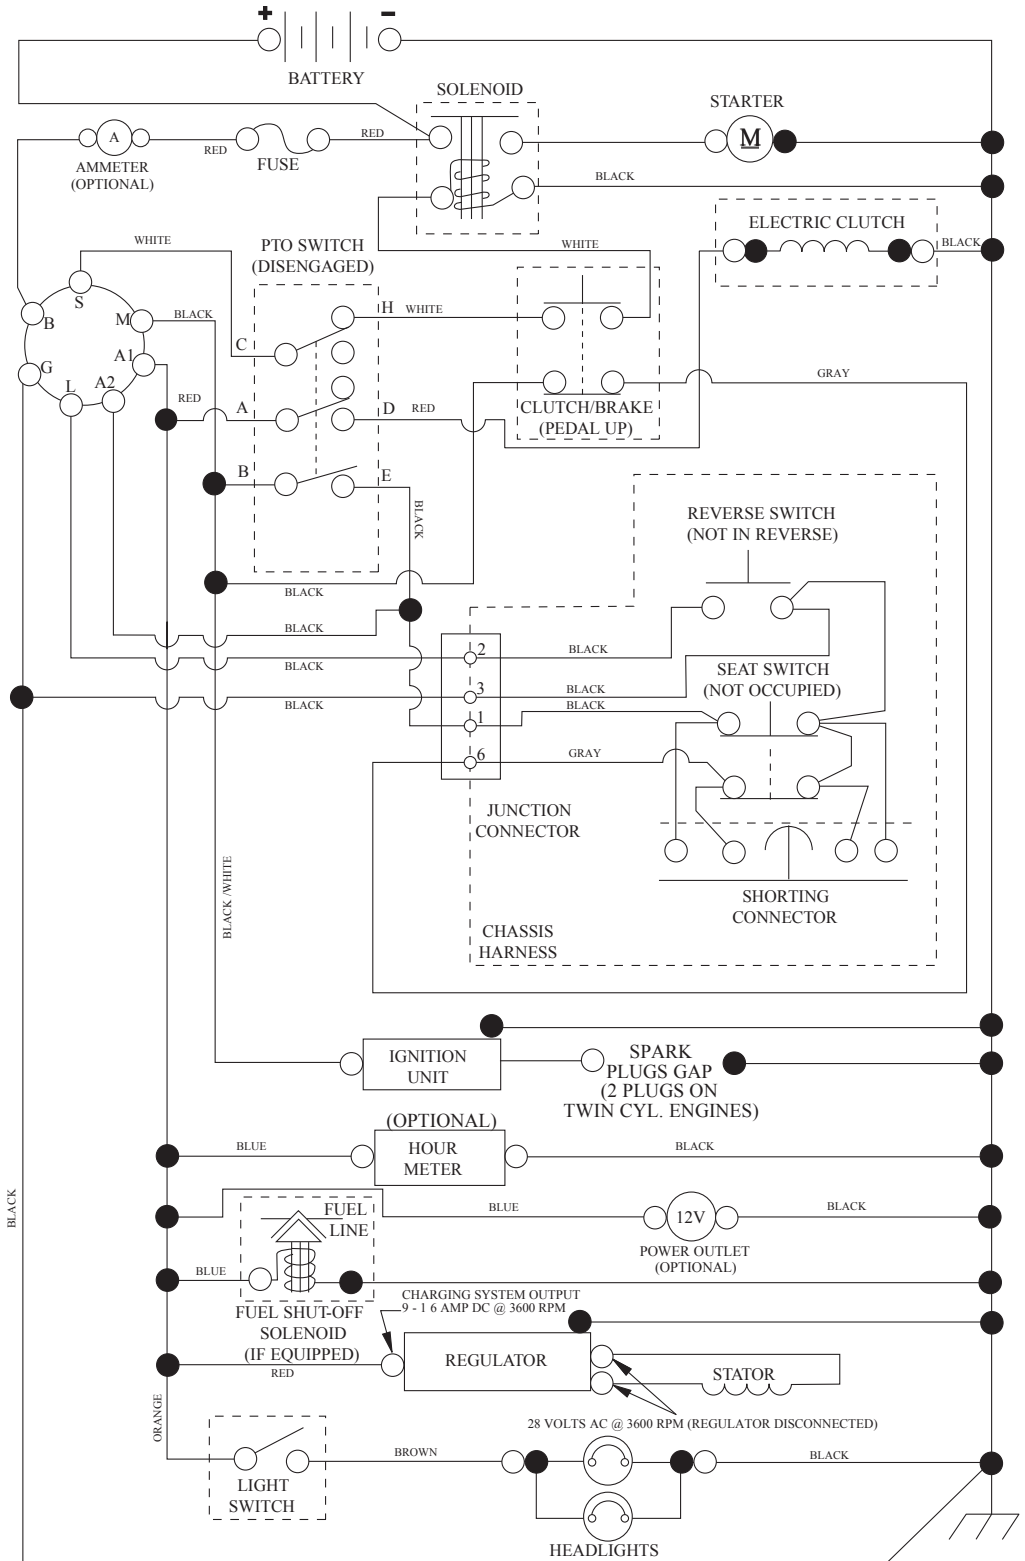 + -
BATTERY
SOLENOID
STARTER
A
RED
RED
M
AMMETER
(OPTIONAL)
FUSE
BLACK
ELECTRIC CLUTCH
WHITE
PTO SWITCH
(DISENGAGED)
WHITE
BLACK
S
B
M
BLACK
H
WHITE
C
G
A1
L
A2
RED
A
D
RED
GRAY
CLUTCH/BRAKE
(PEDAL UP)
B
E
BLACK
REVERSE SWITCH
(NOT IN REVERSE)
BLACK
BLACK
2
BLACK
BLACK
SEAT SWITCH
(NOT OCCUPIED)
3
BLACK
BLACK
BLACK
1
6
GRAY
JUNCTION
CONNECTOR
BLACK /WHITE
SHORTING
CONNECTOR
CHASSIS
HARNESS
IGNITION
UNIT
SPARK
PLUGS GAP
(2 PLUGS ON
TWIN CYL. ENGINES)
(OPTIONAL)
HOUR
METER
BLUE
BLACK
BLACK
FUEL
LINE
BLUE
12V
BLACK
POWER OUTLET
(OPTIONAL)
BLUE
CHARGING SYSTEM OUTPUT
9 - 1 6 AMP DC @ 3600 RPM
FUEL SHUT-OFF
SOLENOID
(IF EQUIPPED)
RED
REGULATOR
STATOR
ORANGE
28 VOLTS AC @ 3600 RPM (REGULATOR DISCONNECTED)
BROWN
BLACK
LIGHT
SWITCH
HEADLIGHTS